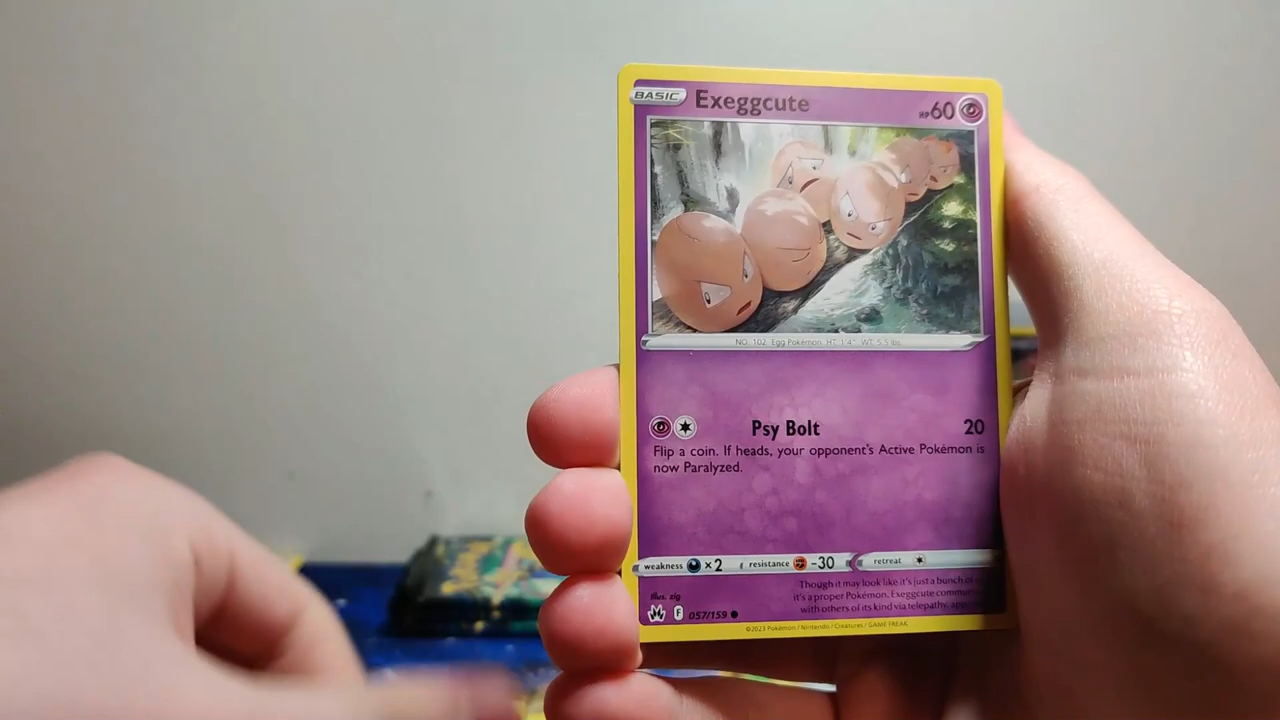 BASIC Exeggcute HP 60
NO. 102 Egg Pokémon HT: 1'4" WT: 5.5 lbs.
Psy Bolt 20
Flip a coin. If heads, your opponent's Active Pokémon is
now Paralyzed.
weakness ×2 resistance -30 retreat
Though it may look like it's just a bunch of
it's a proper Pokémon. Exeggcute
with others of its kind via telepathy,
Illus. zig
F 057/159
©2023 Pokémon / Nintendo / Creatures / GAME FREAK